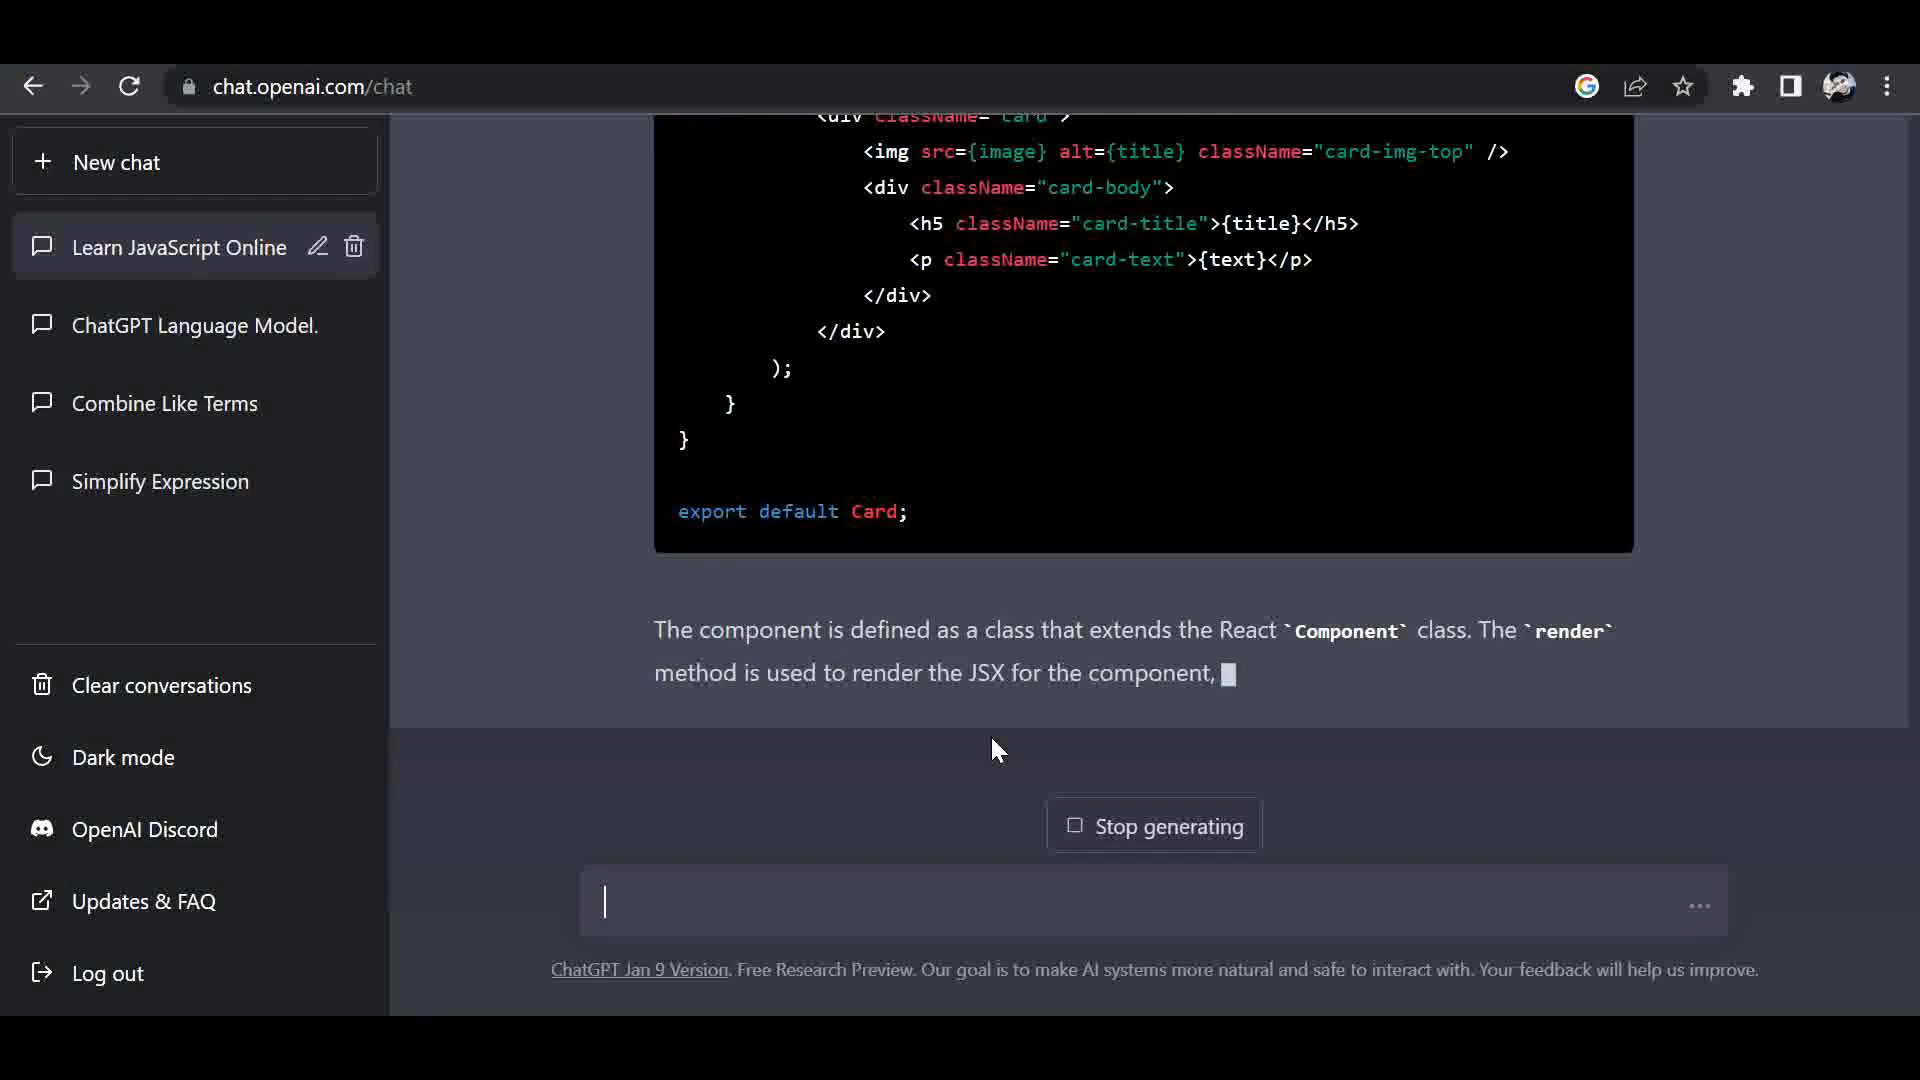 chat.openai.com/chat
New chat
Learn JavaScript Online
ChatGPT Language Model.
Combine Like Terms
Simplify Expression
Clear conversations
Dark mode
OpenAI Discord
Updates & FAQ
Log out
<div className="card">
<img src={image} alt={title} className="card-img-top" />
<div className="card-body">
<h5 className="card-title">{title}</h5>
<p className="card-text">{text}</p>
</div>
</div>
);
}
}
export default Card;
The component is defined as a class that extends the React `Component` class. The `render`
method is used to render the JSX for the component,
Stop generating
ChatGPT Jan 9 Version. Free Research Preview. Our goal is to make AI systems more natural and safe to interact with. Your feedback will help us improve.